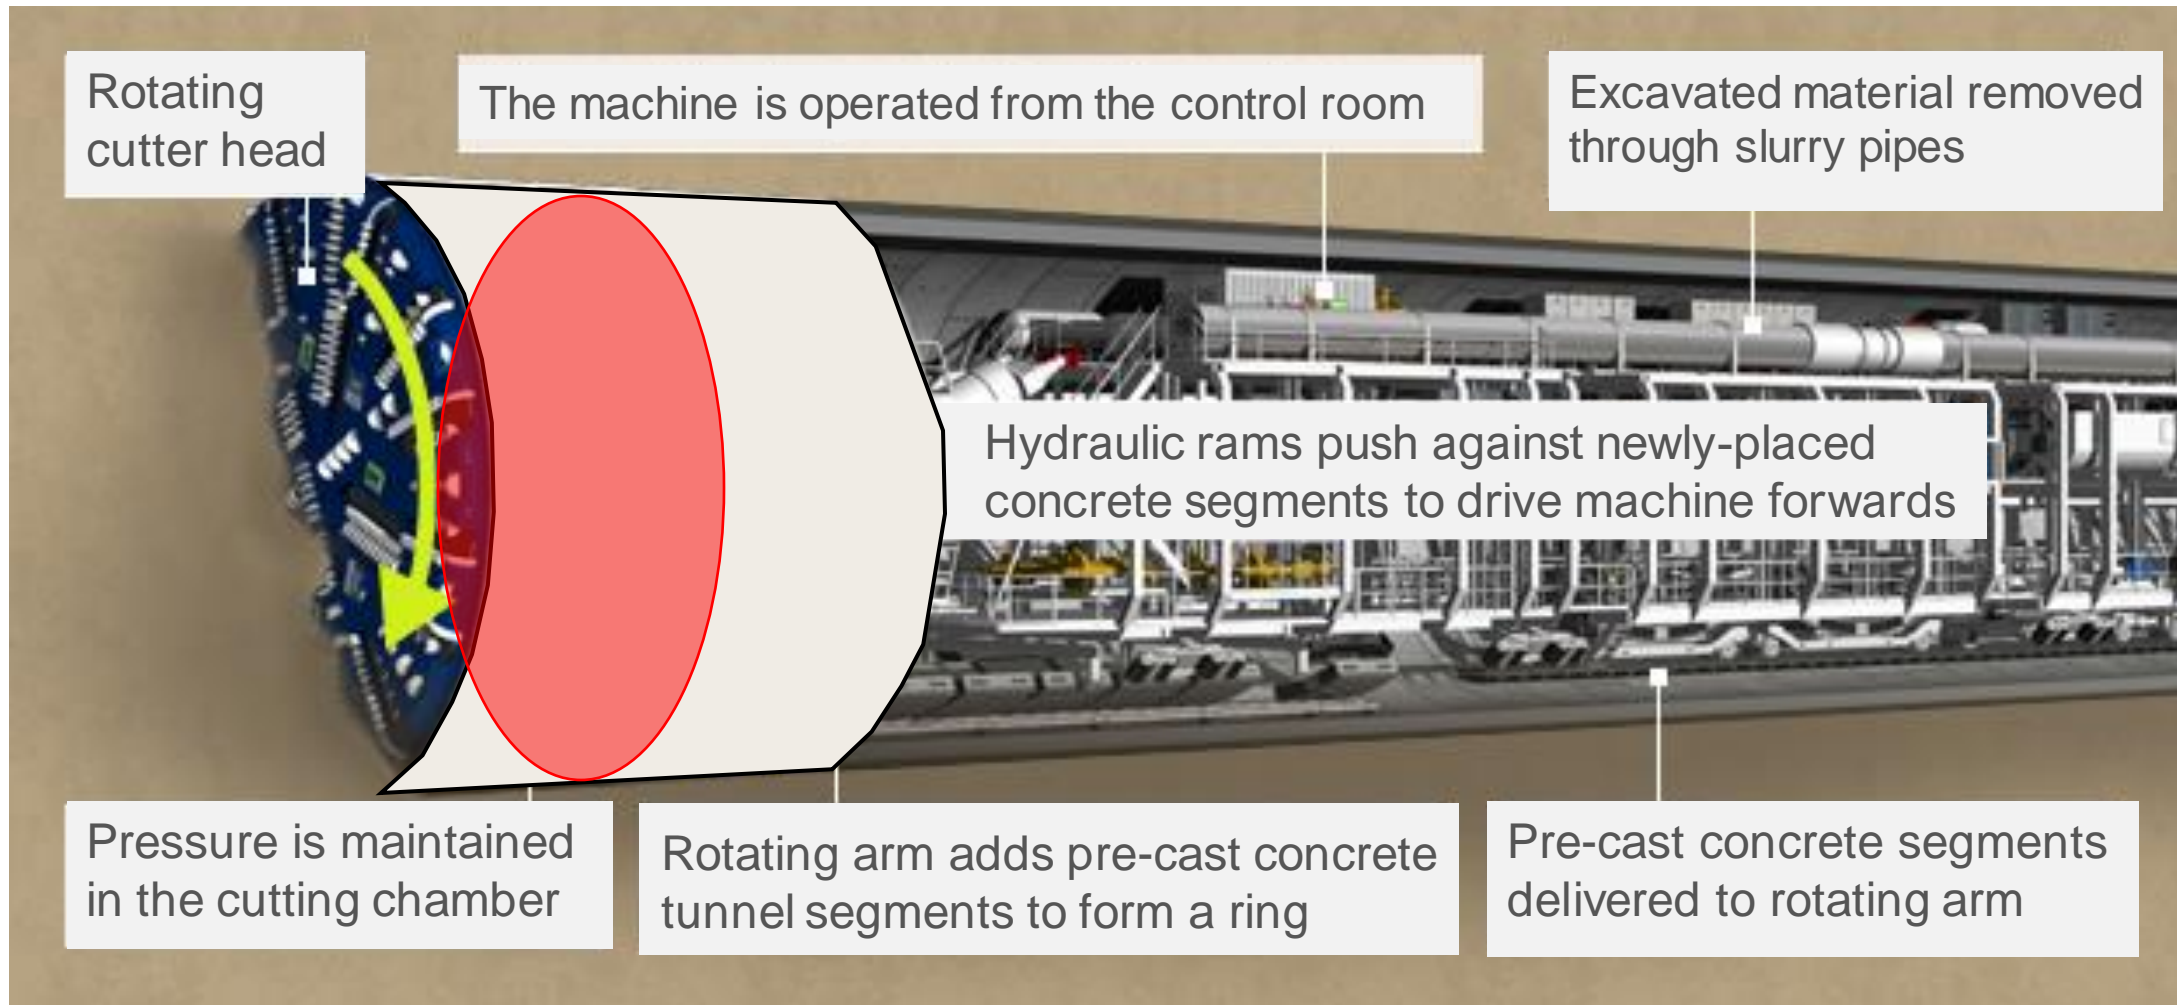 Rotating
cutter head
The machine is operated from the control room
Excavated material removed
through slurry pipes
Hydraulic rams push against newly-placed
concrete segments to drive machine forwards
Pressure is maintained
in the cutting chamber
Rotating arm adds pre-cast concrete
tunnel segments to form a ring
Pre-cast concrete segments
delivered to rotating arm